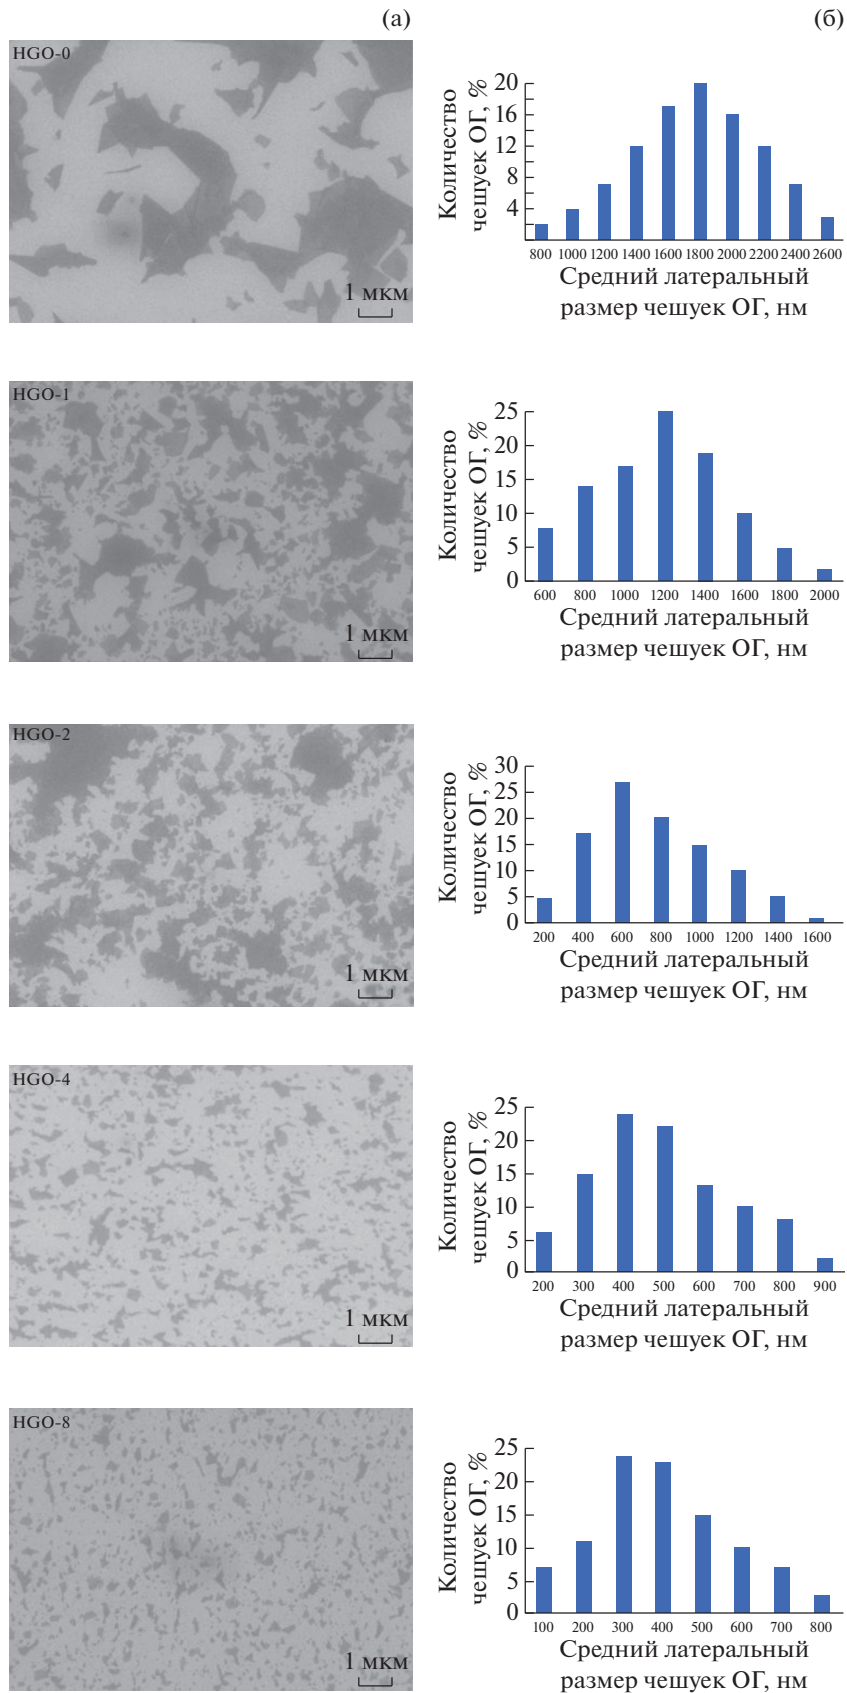 (а)
(б)
HGO-0
1 мкм
Количество
чешуек ОГ, %
20
16
12
8
4
800 1000 1200 1400 1600 1800 2000 2200 2400 2600
Средний латеральный
размер чешуек ОГ, нм
HGO-1
1 мкм
Количество
чешуек ОГ, %
25
20
15
10
5
0
600 800 1000 1200 1400 1600 1800 2000
Средний латеральный
размер чешуек ОГ, нм
HGO-2
1 мкм
Количество
чешуек ОГ, %
30
25
20
15
10
5
0
200 400 600 800 1000 1200 1400 1600
Средний латеральный
размер чешуек ОГ, нм
HGO-4
1 мкм
Количество
чешуек ОГ, %
25
20
15
10
5
0
200 300 400 500 600 700 800 900
Средний латеральный
размер чешуек ОГ, нм
HGO-8
1 мкм
Количество
чешуек ОГ, %
25
20
15
10
5
0
100 200 300 400 500 600 700 800
Средний латеральный
размер чешуек ОГ, нм